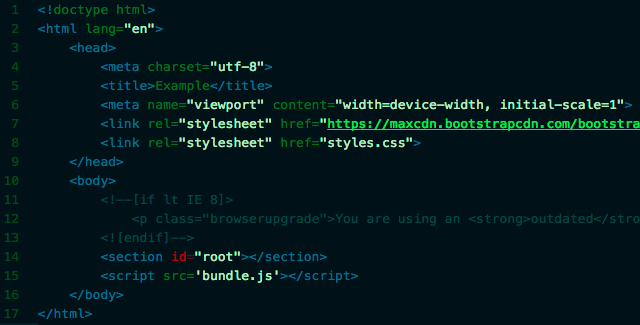 1 <!doctype html>
2 <html lang="en">
3 <head>
4 <meta charset="utf-8">
5 <title>Example</title>
6 <meta name="viewport" content="width=device-width, initial-scale=1">
7 <link rel="stylesheet" href="https://maxcdn.bootstrapcdn.com/bootstra
8 <link rel="stylesheet" href="styles.css">
9 </head>
10 <body>
11 <!--[if lt IE 8]>
12 <p class="browserupgrade">You are using an <strong>outdated</stro
13 <![endif]-->
14 <section id="root"></section>
15 <script src='bundle.js'></script>
16 </body>
17 </html>